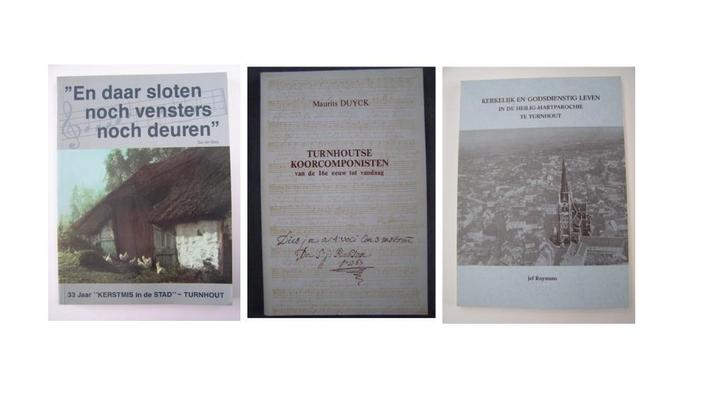 "En daar sloten
noch vensters
noch deuren"
33 Jaar "KERSTMIS in de STAD" - TURNHOUT
Maurits DUYCK
TURNHOUTSE
KOORCOMPONISTEN
van de 16e eeuw tot vandaag
KERKELIJK EN GODSDIENSTIG LEVEN
IN DE HEILIG-HARTPAROCHIE
TE TURNHOUT
Jef Ruymans